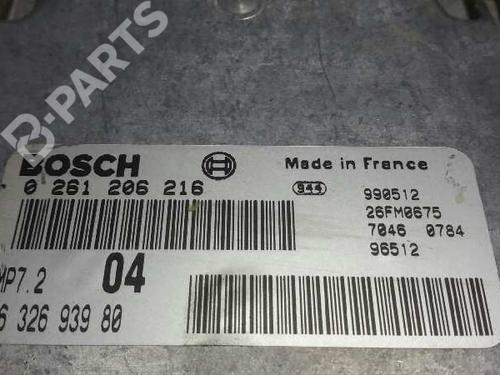 B-PARTS
BOSCH
Made in France
0 261 206 216
944
990512
26FM0675
7046 0784
96512
MP7.2
04
6 326 939 80